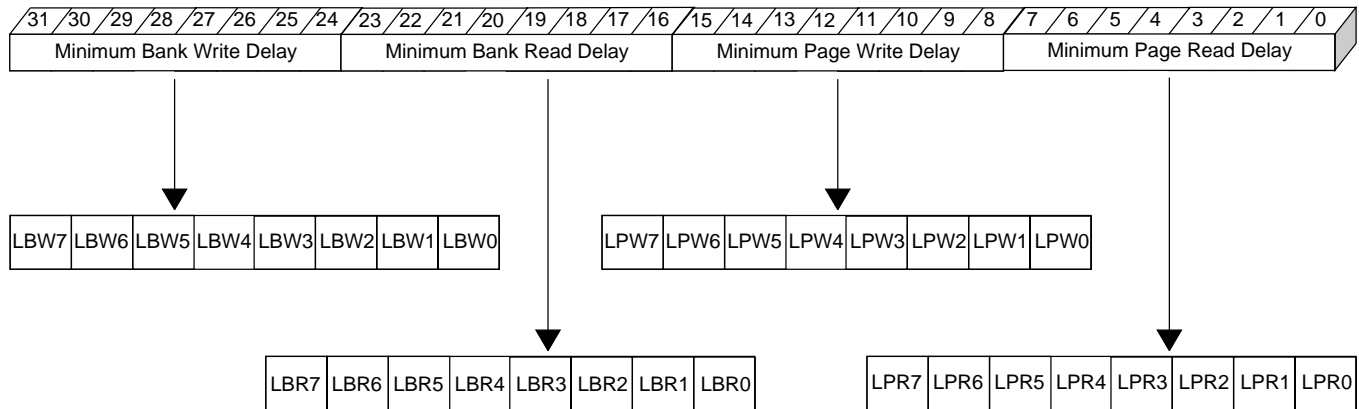 31 30 29 28 27 26 25 24 23 22 21 20 19 18 17 16 15 14 13 12 11 10 9 8 7 6 5 4 3 2 1 0
Minimum Bank Write Delay Minimum Bank Read Delay Minimum Page Write Delay Minimum Page Read Delay
LBW7 LBW6 LBW5 LBW4 LBW3 LBW2 LBW1 LBW0 LPW7 LPW6 LPW5 LPW4 LPW3 LPW2 LPW1 LPW0
LBR7 LBR6 LBR5 LBR4 LBR3 LBR2 LBR1 LBR0 LPR7 LPR6 LPR5 LPR4 LPR3 LPR2 LPR1 LPR0